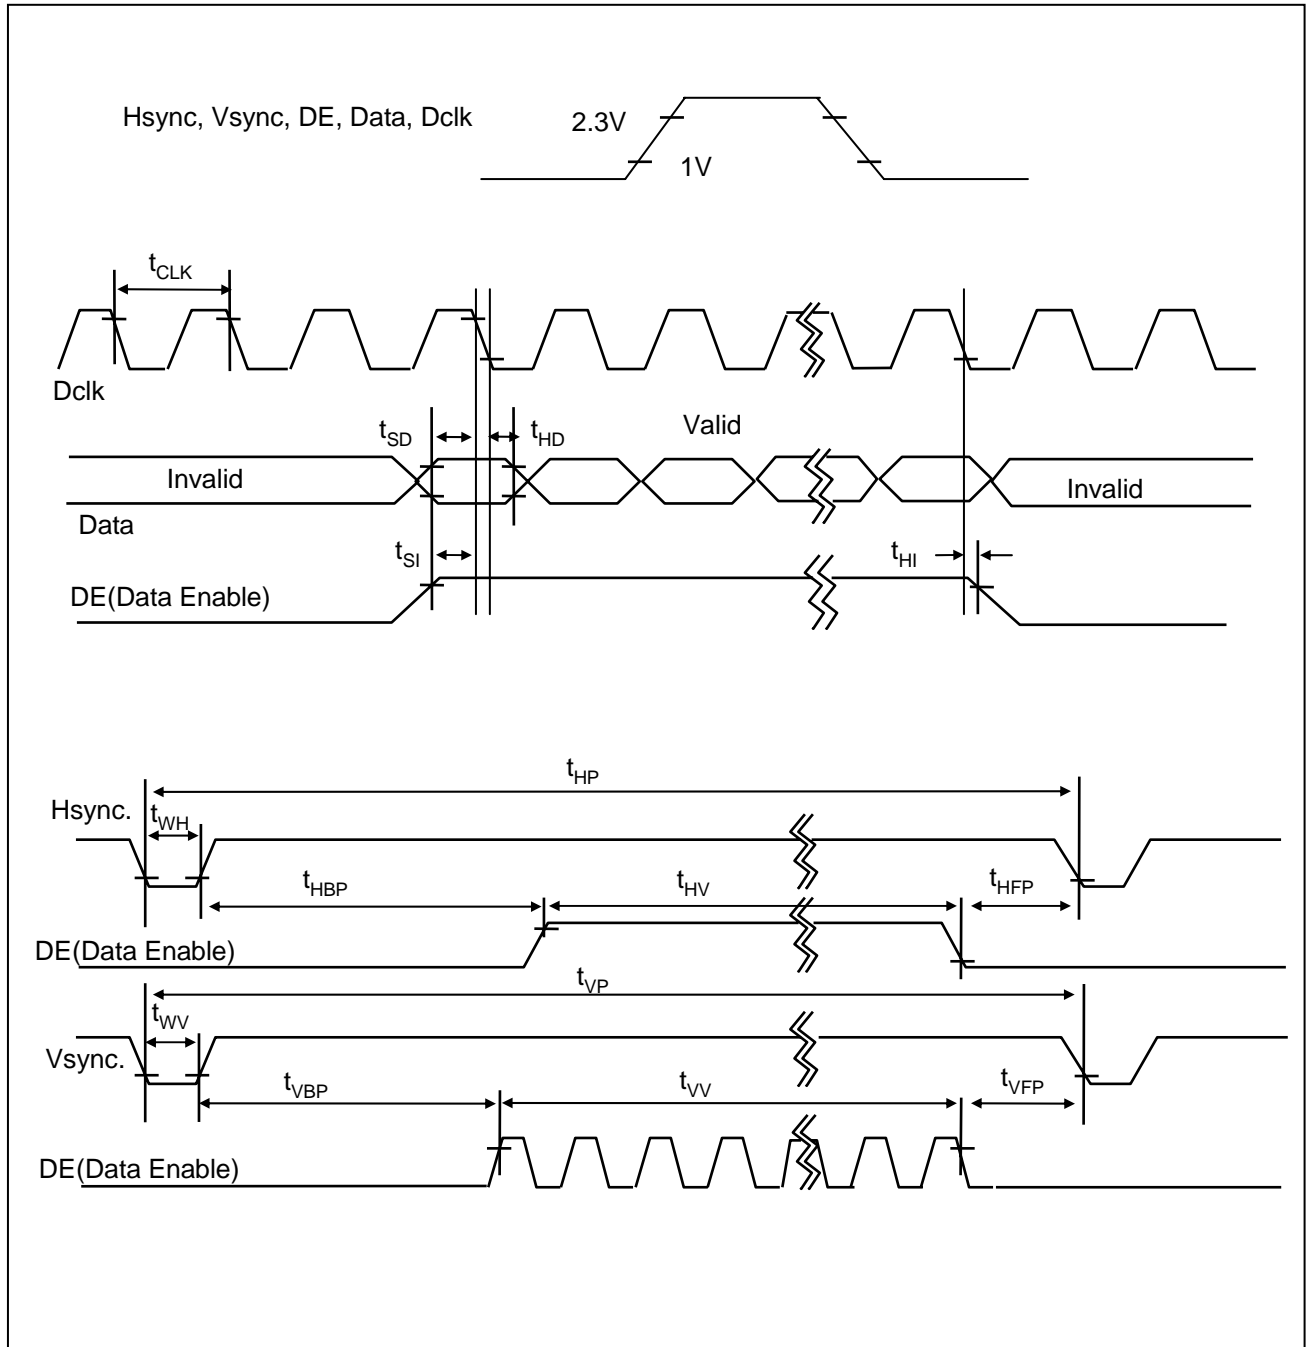 Hsync, Vsync, DE, Data, Dclk
2.3V
1V
tCLK
Dclk
tSD
tHD
Valid
Invalid
Invalid
Data
tSI
tHI
DE(Data Enable)
tHP
Hsync.
tWH
tHBP
tHV
tHFP
DE(Data Enable)
tVP
tWV
Vsync.
tVBP
tVV
tVFP
DE(Data Enable)